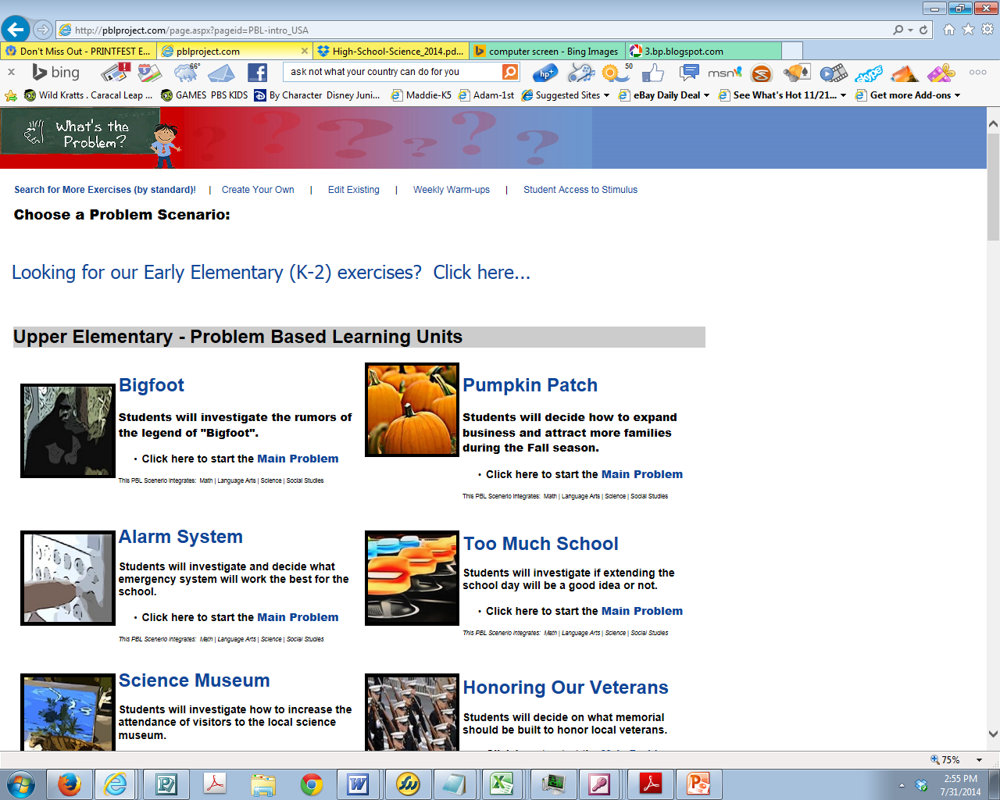 http://pblproject.com/page.aspx?pageid=PBL-intro_USA
Don't Miss Out - PRINTFEST E...
pblproject.com
High-School-Science_2014.pd...
computer screen - Bing Images
3.bp.blogspot.com
bing
66°
ask not what your country can do for you
hp+
50
msn
skype
Wild Kratts . Caracal Leap ...
GAMES PBS KIDS
By Character Disney Juni...
Maddie-K5
Adam-1st
Suggested Sites
eBay Daily Deal
See What's Hot 11/21...
Get more Add-ons
What's the
Problem?
Search for More Exercises (by standard)! | Create Your Own | Edit Existing | Weekly Warm-ups | Student Access to Stimulus
Choose a Problem Scenario:
Looking for our Early Elementary (K-2) exercises? Click here...
Upper Elementary - Problem Based Learning Units
Bigfoot
Students will investigate the rumors of
the legend of "Bigfoot".
• Click here to start the Main Problem
This PBL Scenerio Integrates: Math | Language Arts | Science | Social Studies
Pumpkin Patch
Students will decide how to expand
business and attract more families
during the Fall season.
• Click here to start the Main Problem
This PBL Scenerio Integrates: Math | Language Arts | Science | Social Studies
Alarm System
Students will investigate and decide what
emergency system will work the best for the
school.
• Click here to start the Main Problem
This PBL Scenerio Integrates: Math | Language Arts | Science | Social Studies
Too Much School
Students will investigate if extending the
school day will be a good idea or not.
• Click here to start the Main Problem
This PBL Scenerio Integrates: Math | Language Arts | Science | Social Studies
Science Museum
Students will investigate how to increase the
attendance of visitors to the local science
museum.
Honoring Our Veterans
Students will decide on what memorial
should be built to honor local veterans.
75%
2:55 PM
7/31/2014